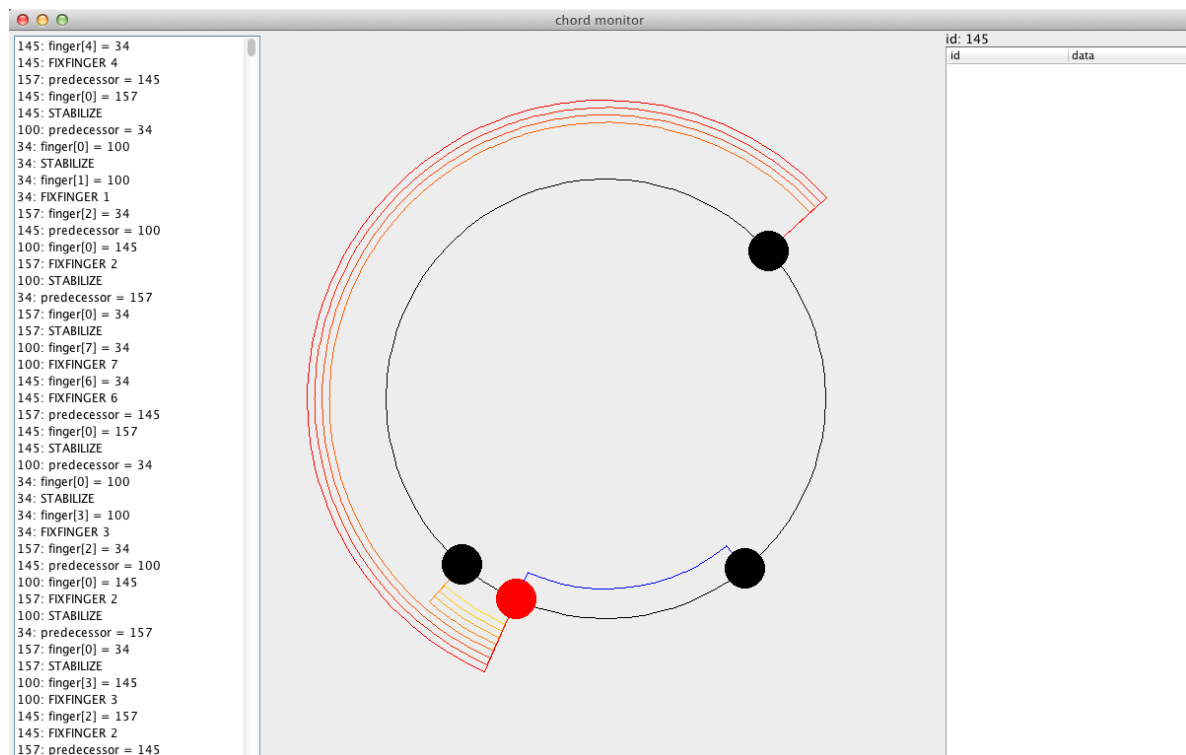 chord monitor
145: finger[4] = 34
145: FIXFINGER 4
157: predecessor = 145
145: finger[0] = 157
145: STABILIZE
100: predecessor = 34
34: finger[0] = 100
34: STABILIZE
34: finger[1] = 100
34: FIXFINGER 1
157: finger[2] = 34
145: predecessor = 100
100: finger[0] = 145
157: FIXFINGER 2
100: STABILIZE
34: predecessor = 157
157: finger[0] = 34
157: STABILIZE
100: finger[7] = 34
100: FIXFINGER 7
145: finger[6] = 34
145: FIXFINGER 6
157: predecessor = 145
145: finger[0] = 157
145: STABILIZE
100: predecessor = 34
34: finger[0] = 100
34: STABILIZE
34: finger[3] = 100
34: FIXFINGER 3
157: finger[2] = 34
145: predecessor = 100
100: finger[0] = 145
157: FIXFINGER 2
100: STABILIZE
34: predecessor = 157
157: finger[0] = 34
157: STABILIZE
100: finger[3] = 145
100: FIXFINGER 3
145: finger[2] = 157
145: FIXFINGER 2
157: predecessor = 145
id: 145
id data